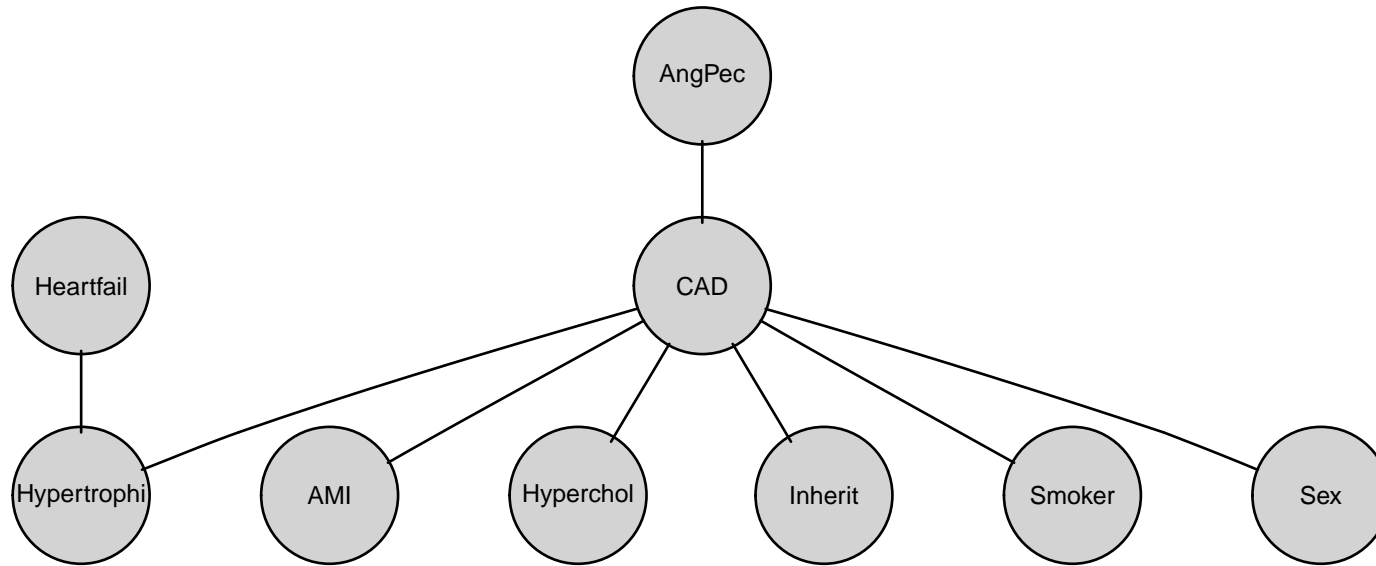 AngPec
Heartfail
CAD
Hypertrophi
AMI
Hyperchol
Inherit
Smoker
Sex